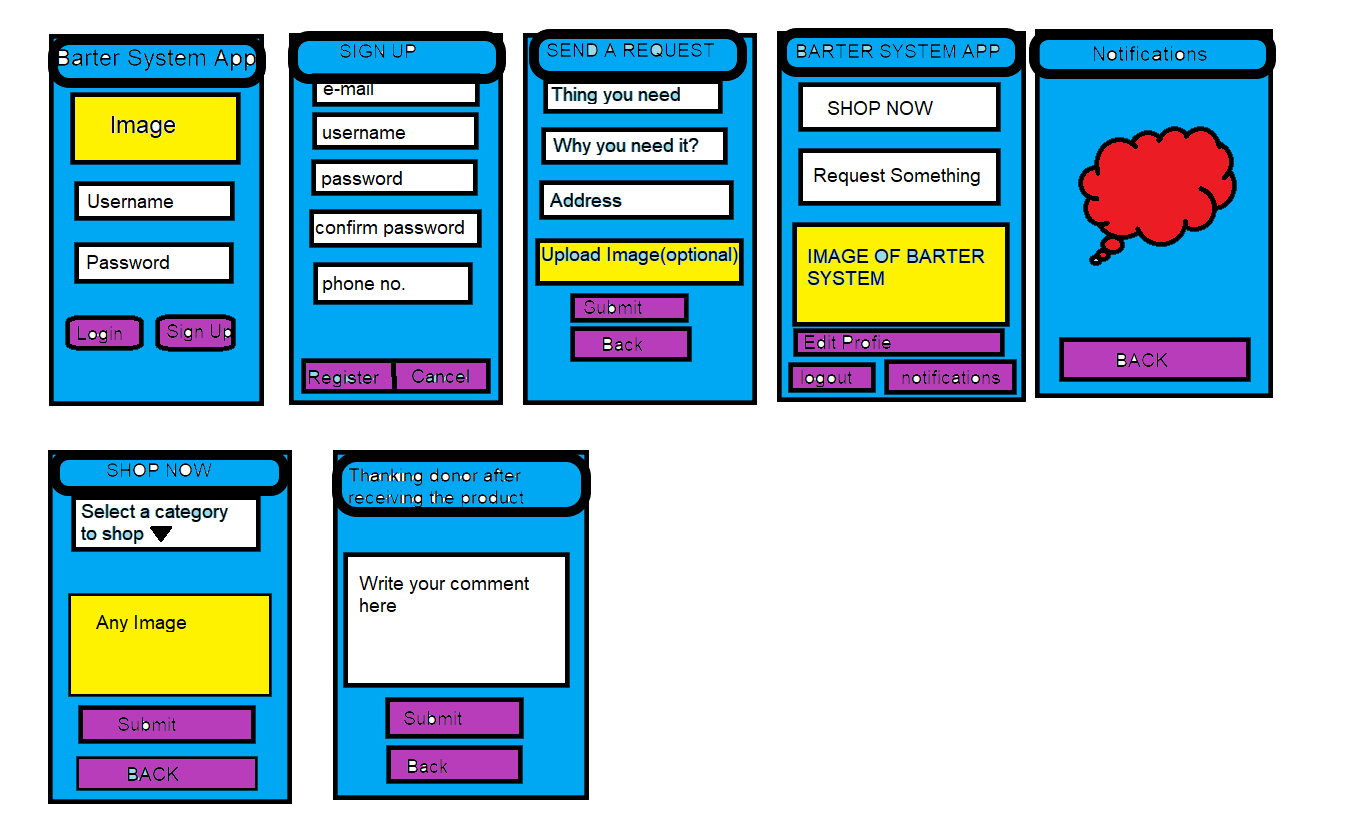 Barter System App
Image
Username
Password
Login
Sign Up
SIGN UP
e-mail
username
password
confirm password
phone no.
Register
Cancel
SEND A REQUEST
Thing you need
Why you need it?
Address
Upload Image(optional)
Submit
Back
BARTER SYSTEM APP
SHOP NOW
Request Something
IMAGE OF BARTER
SYSTEM
Edit Profie
logout
notifications
Notifications
BACK
SHOP NOW
Select a category
to shop
Any Image
Submit
BACK
Thanking donor after
receiving the product
Write your comment
here
Submit
Back